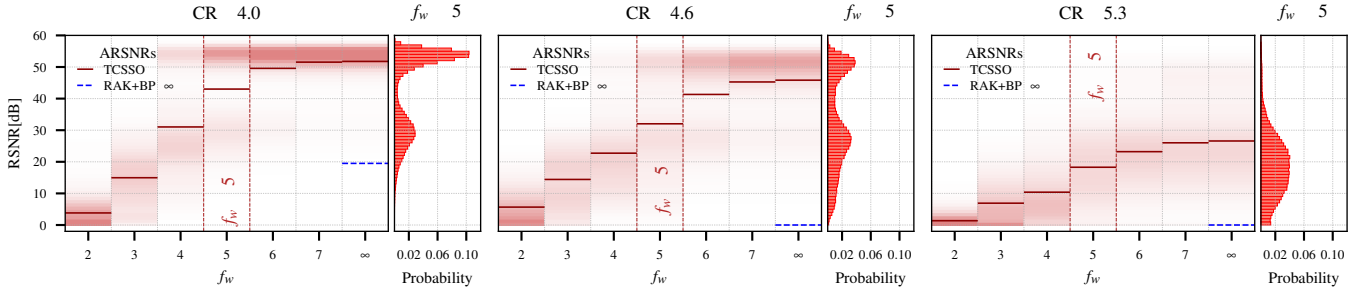 CR 4.0
f_w 5
CR 4.6
f_w 5
CR 5.3
f_w 5
RSNR[dB]
60
50
40
30
20
10
0
ARSNRs
TCSSO
RAK+BP ∞
f_w 5
2 3 4 5 6 7 ∞
f_w
0.02 0.06 0.10
Probability
ARSNRs
TCSSO
RAK+BP ∞
f_w 5
2 3 4 5 6 7 ∞
f_w
0.02 0.06 0.10
Probability
ARSNRs
TCSSO
RAK+BP ∞
f_w 5
2 3 4 5 6 7 ∞
f_w
0.02 0.06 0.10
Probability